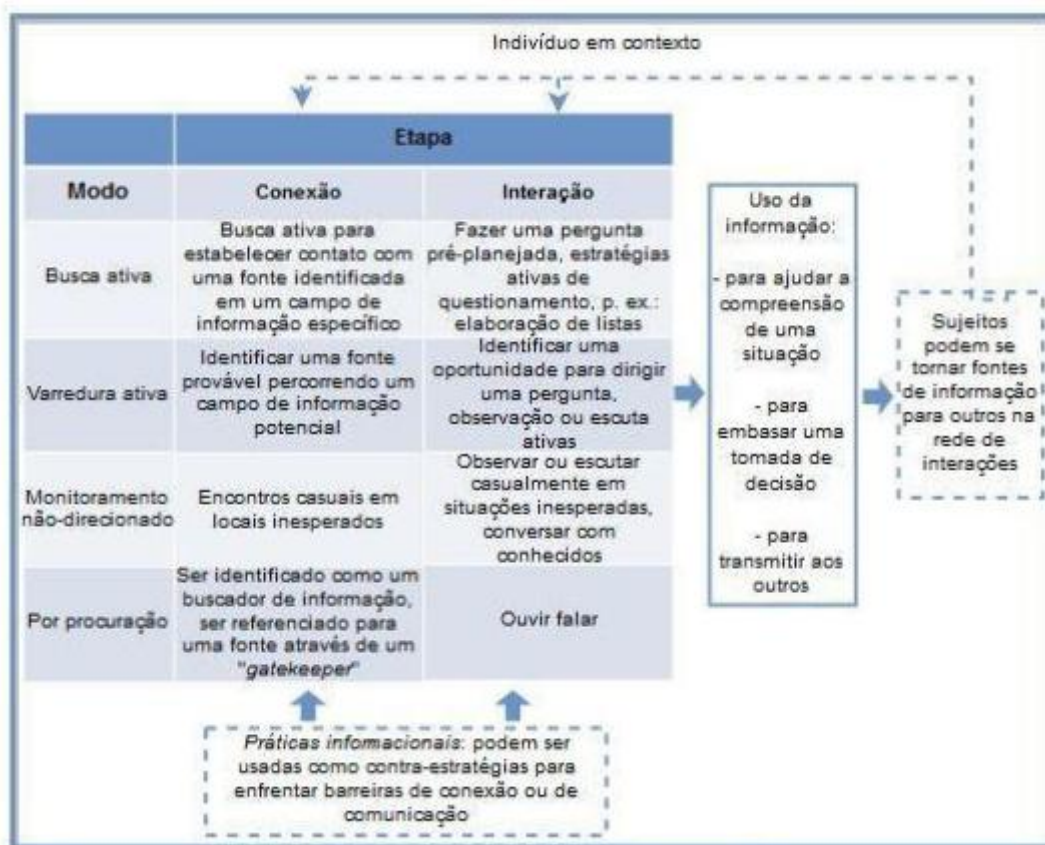 Indivíduo em contexto
Etapa
Modo
Conexão
Interação
Busca ativa
Busca ativa para
estabelecer contato com
uma fonte identificada
em um campo de
informação específico
Fazer uma pergunta
pré-planejada, estratégias
ativas de
questionamento, p. ex.:
elaboração de listas
Varredura ativa
Identificar uma fonte
provável percorrendo um
campo de informação
potencial
Identificar uma
oportunidade para dirigir
uma pergunta,
observação ou escuta
ativas
Monitoramento
não-direcionado
Encontros casuais em
locais inesperados
Observar ou escutar
casualmente em
situações inesperadas,
conversar com
conhecidos
Por procuração
Ser identificado como um
buscador de informação,
ser referenciado para
uma fonte através de um
"gatekeeper"
Ouvir falar
Uso da
informação:
- para ajudar a
compreensão
de uma
situação
- para
embasar uma
tomada de
decisão
- para
transmitir aos
outros
Sujeitos
podem se
tornar fontes
de informação
para outros na
rede de
interações
Práticas informacionais: podem ser
usadas como contra-estratégias para
enfrentar barreiras de conexão ou de
comunicação